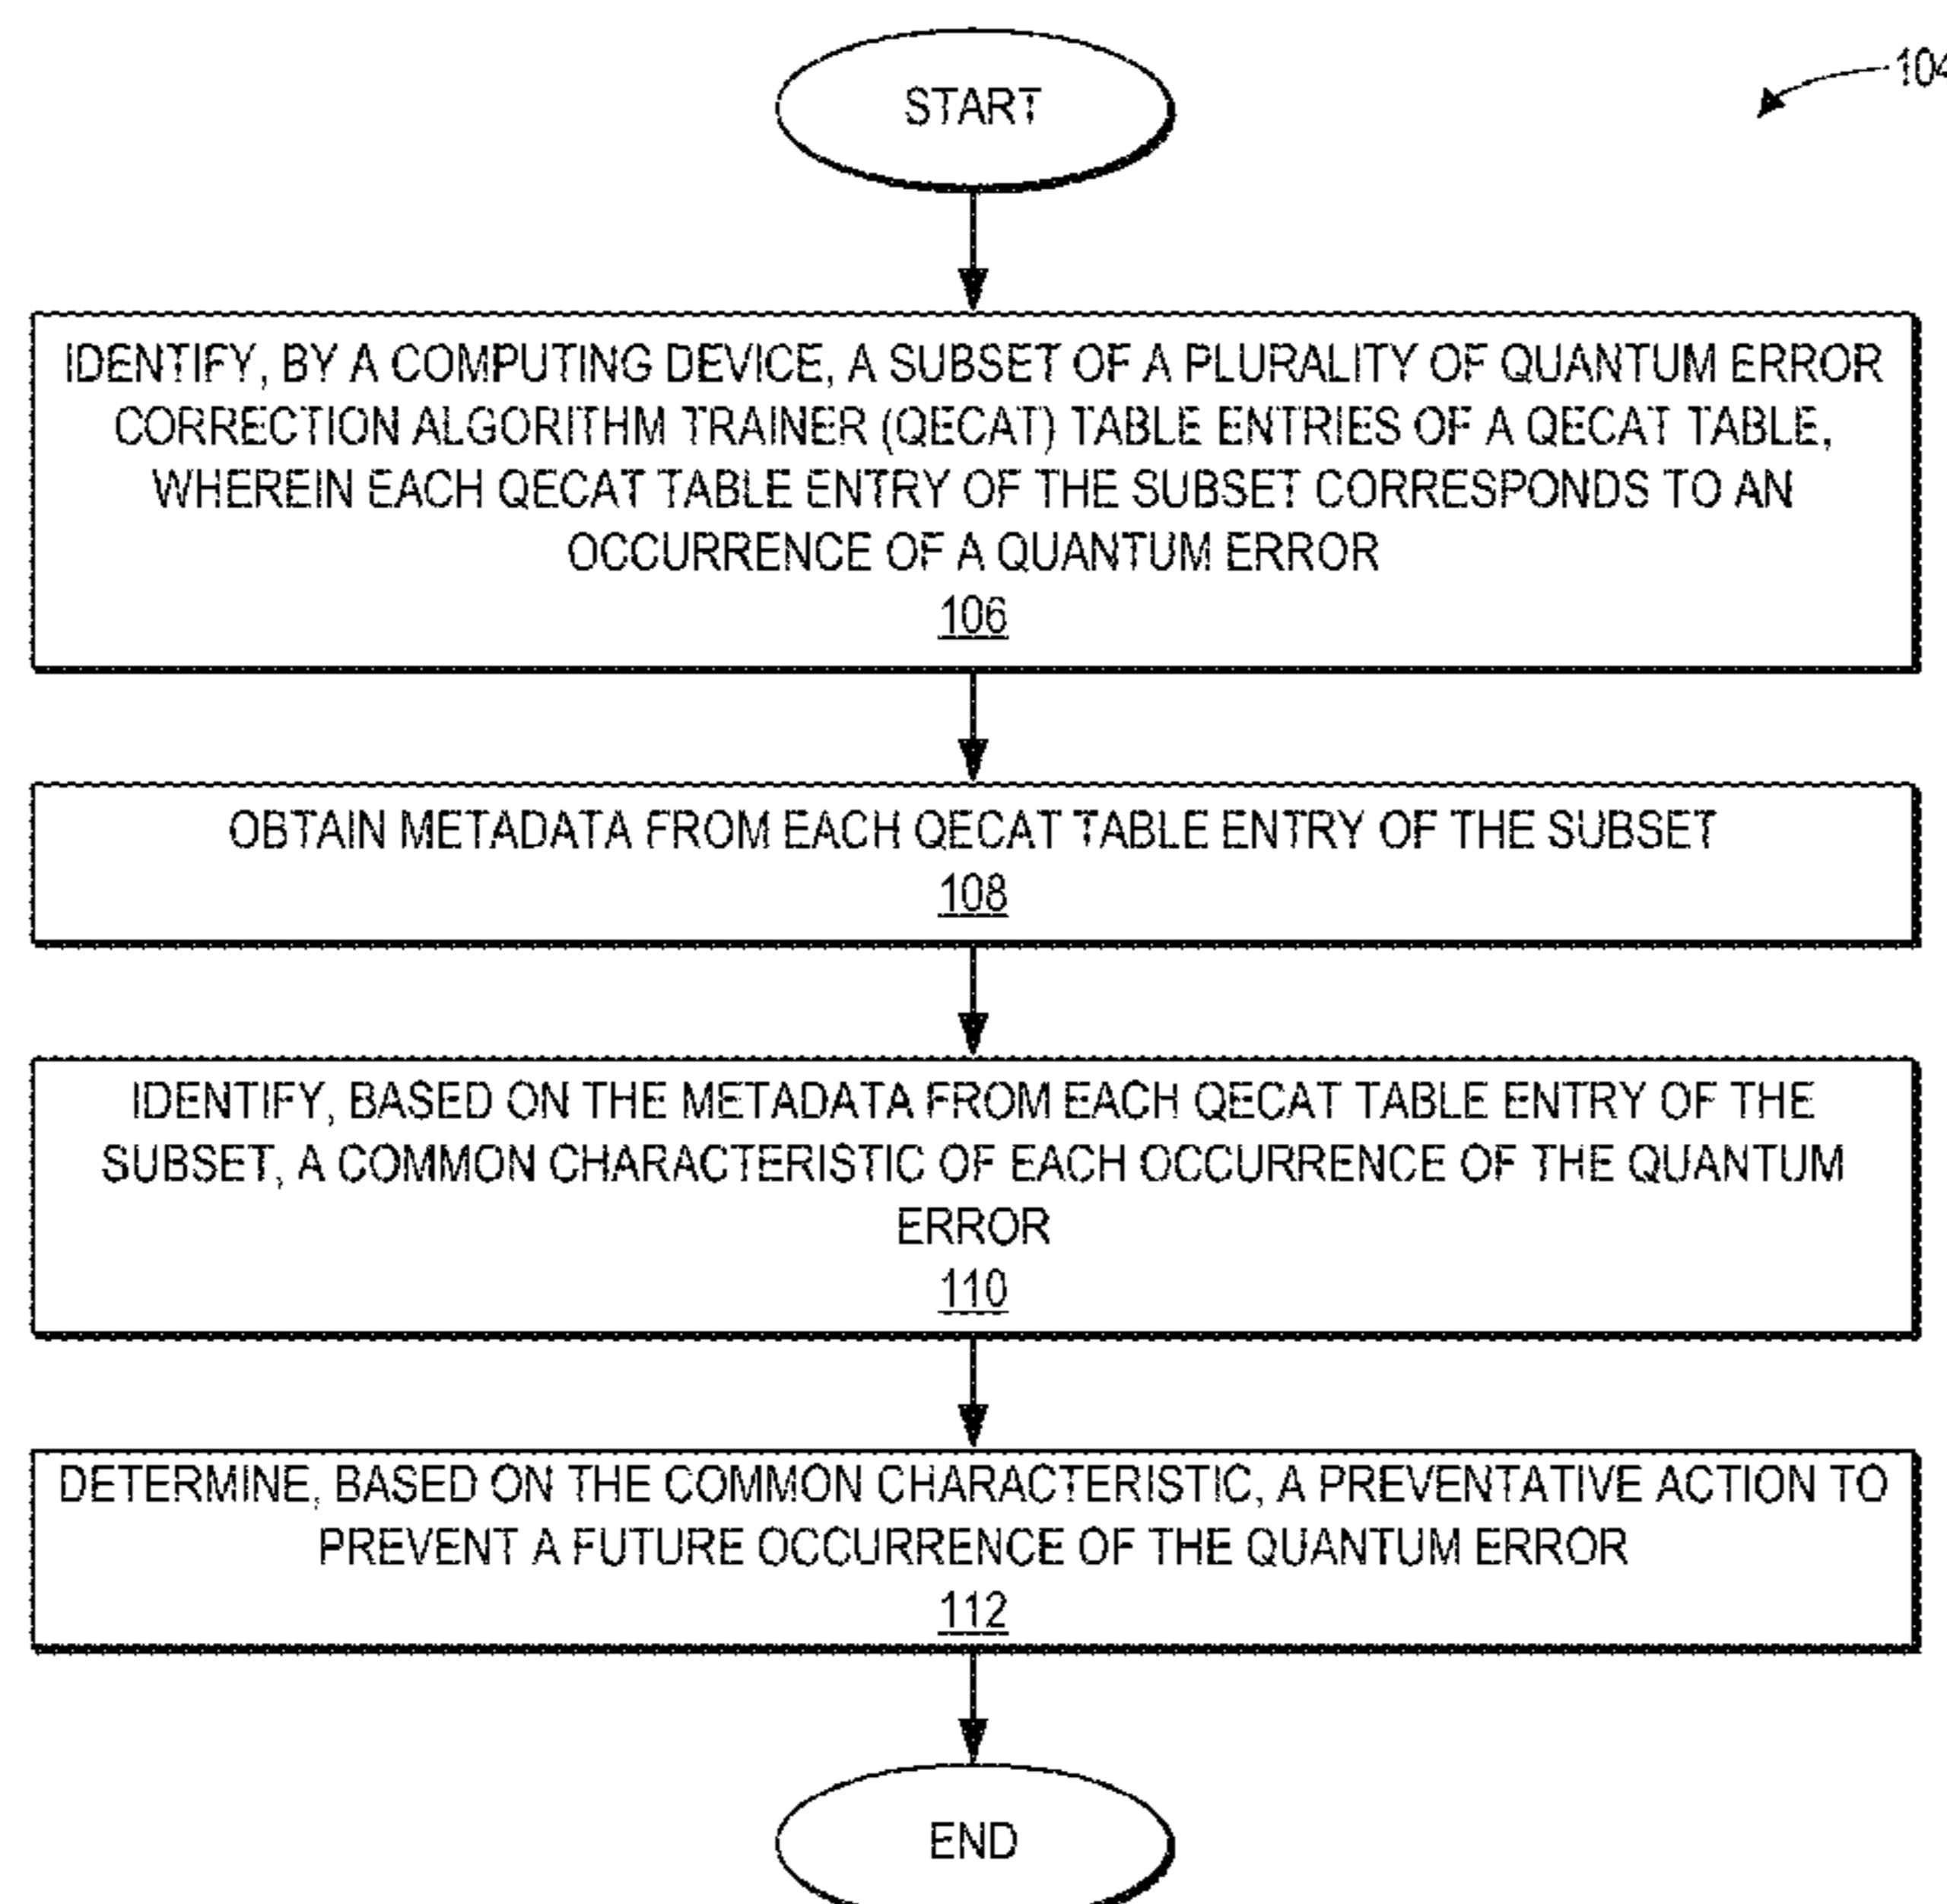 START
104
IDENTIFY, BY A COMPUTING DEVICE, A SUBSET OF A PLURALITY OF QUANTUM ERROR
CORRECTION ALGORITHM TRAINER (QECAT) TABLE ENTRIES OF A QECAT TABLE,
WHEREIN EACH QECAT TABLE ENTRY OF THE SUBSET CORRESPONDS TO AN
OCCURRENCE OF A QUANTUM ERROR
106
OBTAIN METADATA FROM EACH QECAT TABLE ENTRY OF THE SUBSET
108
IDENTIFY, BASED ON THE METADATA FROM EACH QECAT TABLE ENTRY OF THE
SUBSET, A COMMON CHARACTERISTIC OF EACH OCCURRENCE OF THE QUANTUM
ERROR
110
DETERMINE, BASED ON THE COMMON CHARACTERISTIC, A PREVENTATIVE ACTION TO
PREVENT A FUTURE OCCURRENCE OF THE QUANTUM ERROR
112
END